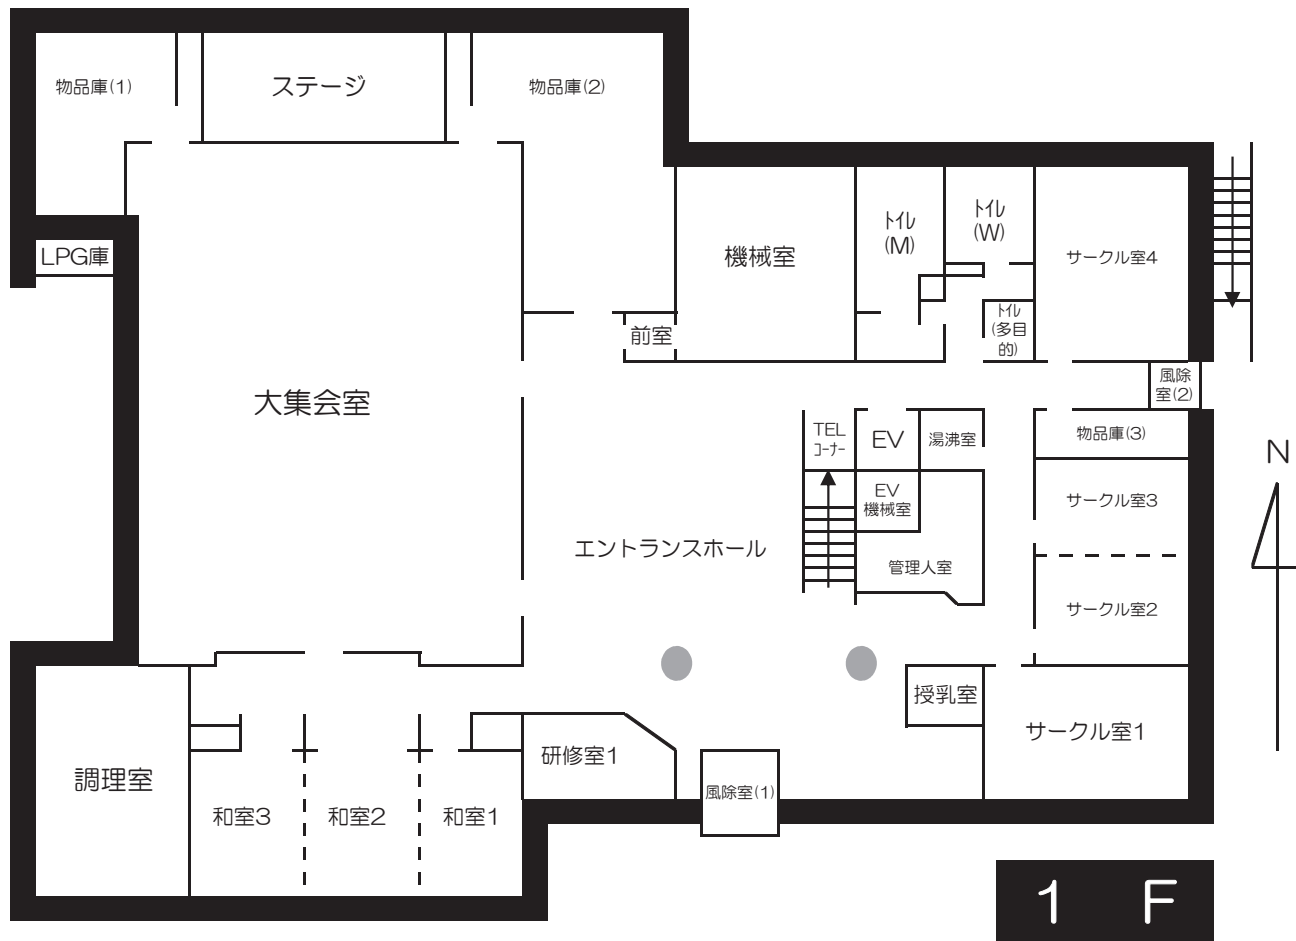 物品庫(1)
ステージ
物品庫(2)
LPG庫
機械室
ﾄｲﾚ
(M)
ﾄｲﾚ
(W)
サークル室4
前室
ﾄｲﾚ
(多目
的)
風除
室(2)
大集会室
TEL
ｺｰﾅｰ
EV
湯沸室
物品庫(3)
N
EV
機械室
サークル室3
エントランスホール
管理人室
サークル室2
授乳室
サークル室1
研修室1
調理室
風除室(1)
和室3
和室2
和室1
1 F